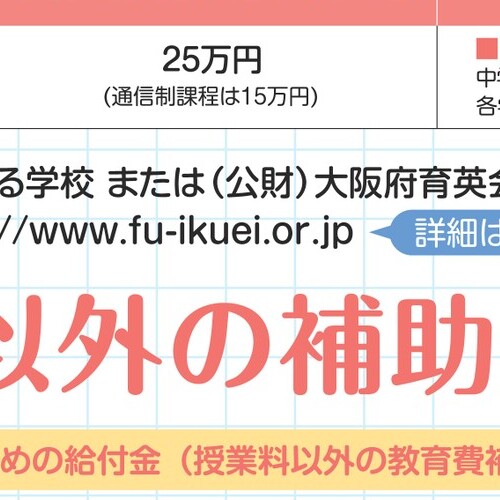 25万円
(通信制課程は15万円)
■
中
各
る学校 または（公財）大阪府育英会
//www.fu-ikuei.or.jp
詳細は
以外の補助
めの給付金（授業料以外の教育費補